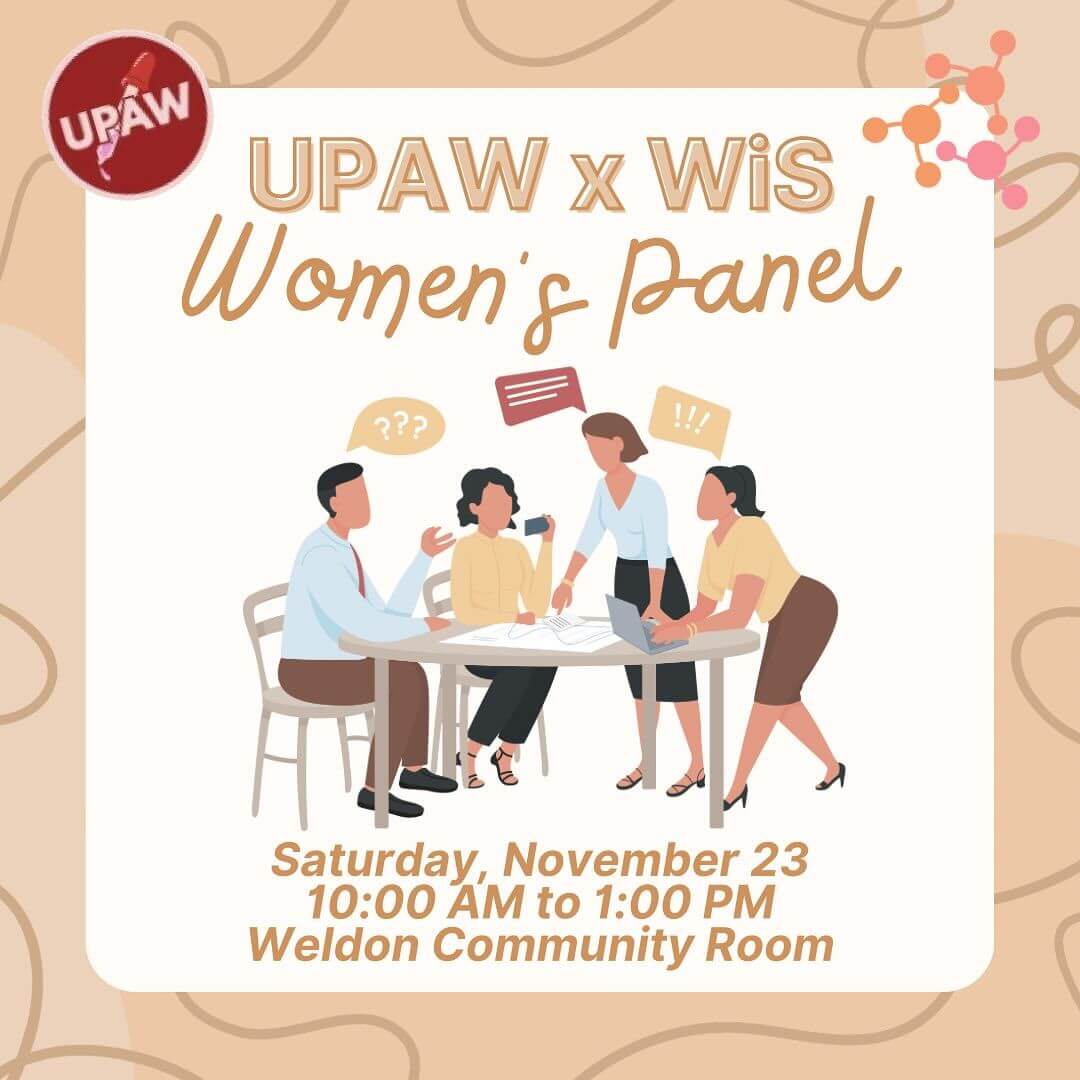 UPAW
UPAW x WiS
Women's Panel
???
!!!
Saturday, November 23
10:00 AM to 1:00 PM
Weldon Community Room